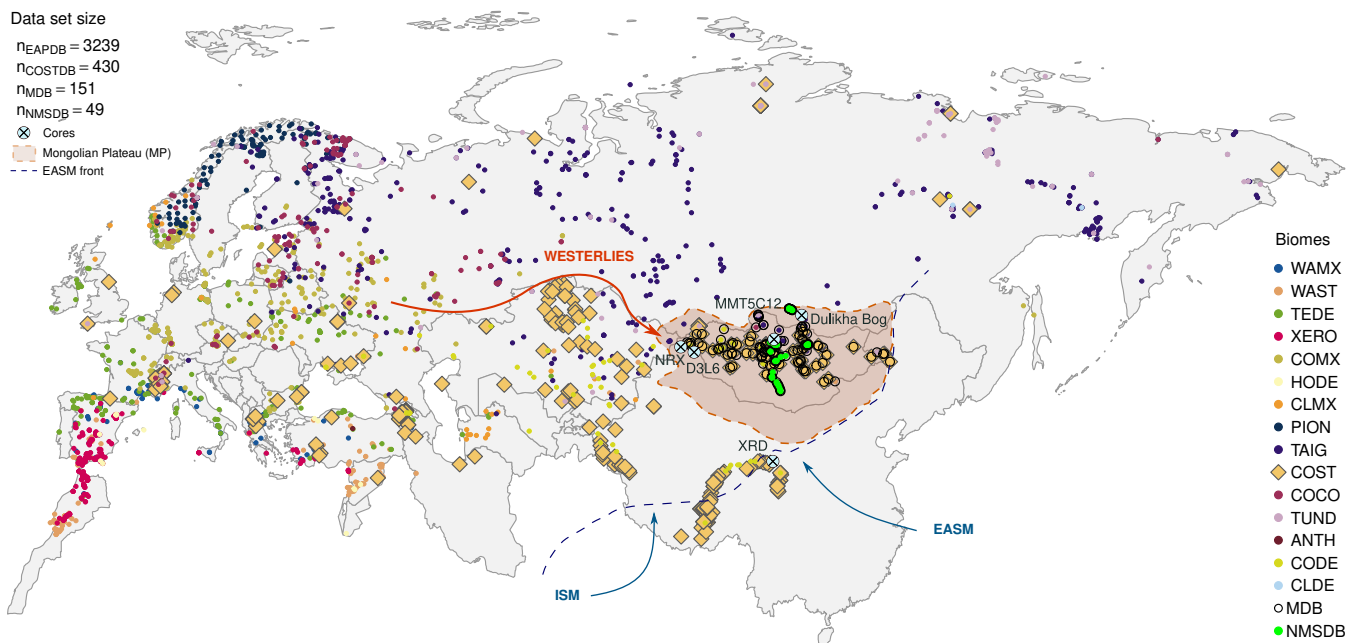 Data set size
nEAPDB = 3239
nCOSTDB = 430
nMDB = 151
nNMSDB = 49
Cores
Mongolian Plateau (MP)
EASM front
WESTERLIES
MMT5C12
Dulikha Bog
NRX
D3L6
XRD
EASM
ISM
Biomes
WAMX
WAST
TEDE
XERO
COMX
HODE
CLMX
PION
TAIG
COST
COCO
TUND
ANTH
CODE
CLDE
MDB
NMSDB